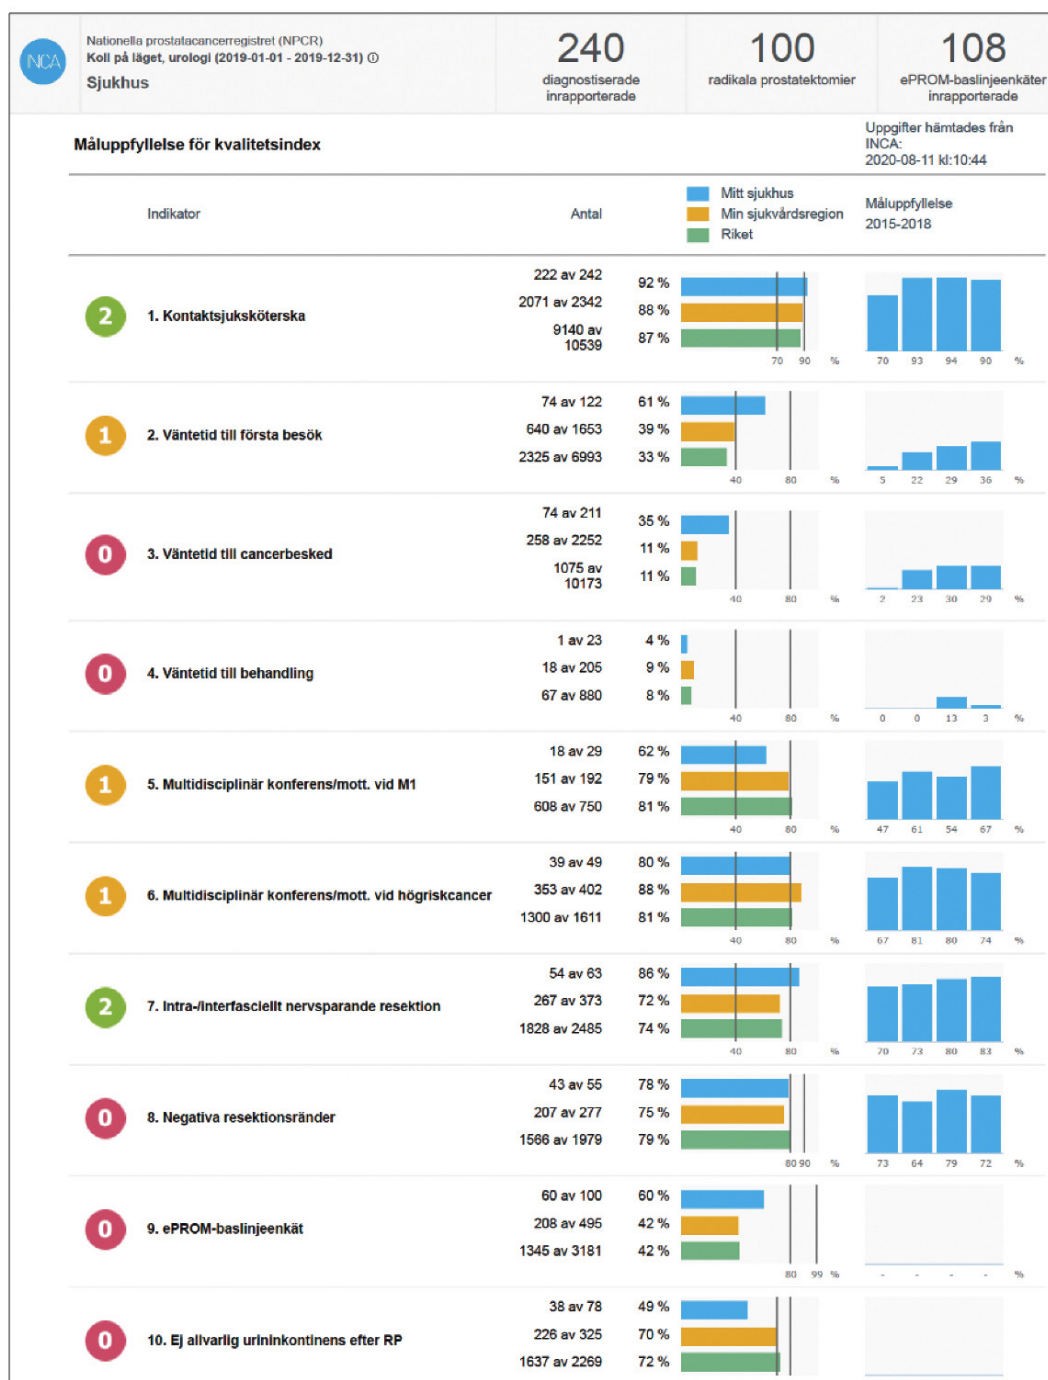 INCA
Nationella prostatacancerregistret (NPCR)
Koll på läget, urologi (2019-01-01 - 2019-12-31) ⓘ
Sjukhus
240
diagnostiserade
inrapporterade
100
radikala prostatektomier
108
ePROM-baslinjeenkäter
inrapporterade
Måluppfyllelse för kvalitetsindex
Uppgifter hämtades från
INCA:
2020-08-11 kl:10:44
Indikator
Antal
Mitt sjukhus
Min sjukvårdsregion
Riket
Måluppfyllelse
2015-2018
2
1. Kontaktsjuksköterska
222 av 242 92 %
2071 av 2342 88 %
9140 av
10539 87 %
70 90 %
70 93 94 90 %
1
2. Väntetid till första besök
74 av 122 61 %
640 av 1653 39 %
2325 av 6993 33 %
40 80 %
5 22 29 36 %
0
3. Väntetid till cancerbesked
74 av 211 35 %
258 av 2252 11 %
1075 av
10173 11 %
40 80 %
2 23 30 29 %
0
4. Väntetid till behandling
1 av 23 4 %
18 av 205 9 %
67 av 880 8 %
40 80 %
0 0 13 3 %
1
5. Multidisciplinär konferens/mott. vid M1
18 av 29 62 %
151 av 192 79 %
608 av 750 81 %
40 80 %
47 61 54 67 %
1
6. Multidisciplinär konferens/mott. vid högriskcancer
39 av 49 80 %
353 av 402 88 %
1300 av 1611 81 %
40 80 %
67 81 80 74 %
2
7. Intra-/interfasciellt nervsparande resektion
54 av 63 86 %
267 av 373 72 %
1828 av 2485 74 %
40 80 %
70 73 80 83 %
0
8. Negativa resektionsränder
43 av 55 78 %
207 av 277 75 %
1566 av 1979 79 %
80 90 %
73 64 79 72 %
0
9. ePROM-baslinjeenkät
60 av 100 60 %
208 av 495 42 %
1345 av 3181 42 %
80 99 %
- - - - %
0
10. Ej allvarlig urininkontinens efter RP
38 av 78 49 %
226 av 325 70 %
1637 av 2269 72 %